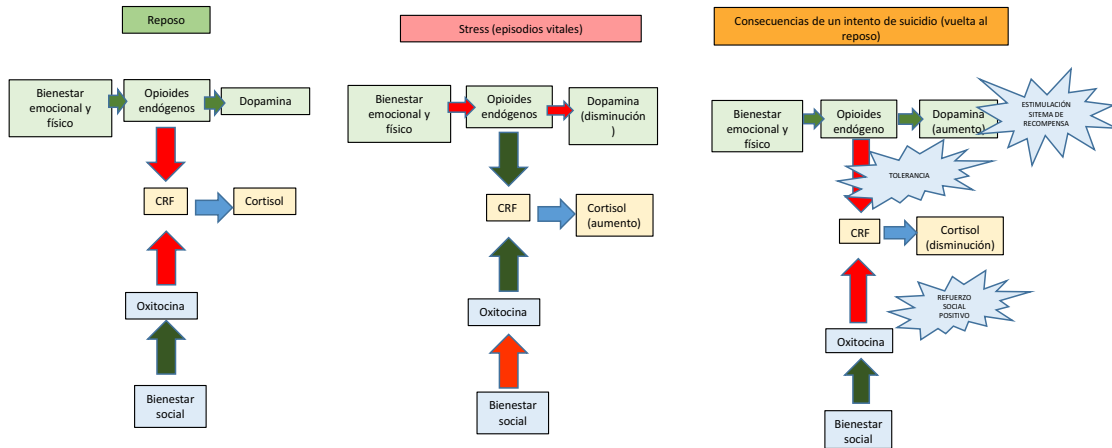 Reposo
Bienestar
emocional y
físico
Opioides
endógenos
Dopamina
CRF
Cortisol
Oxitocina
Bienestar
social
Stress (episodios vitales)
Bienestar
emocional y
físico
Opioides
endógenos
Dopamina
(disminución
)
CRF
Cortisol
(aumento)
Oxitocina
Bienestar
social
Consecuencias de un intento de suicidio (vuelta al
reposo)
Bienestar
emocional y
físico
Opioides
endógeno
Dopamina
(aumento)
ESTIMULACIÓN
SITEMA DE
RECOMPENSA
TOLERANCIA
CRF
Cortisol
(disminución)
REFUERZO
SOCIAL
POSITIVO
Oxitocina
Bienestar
social